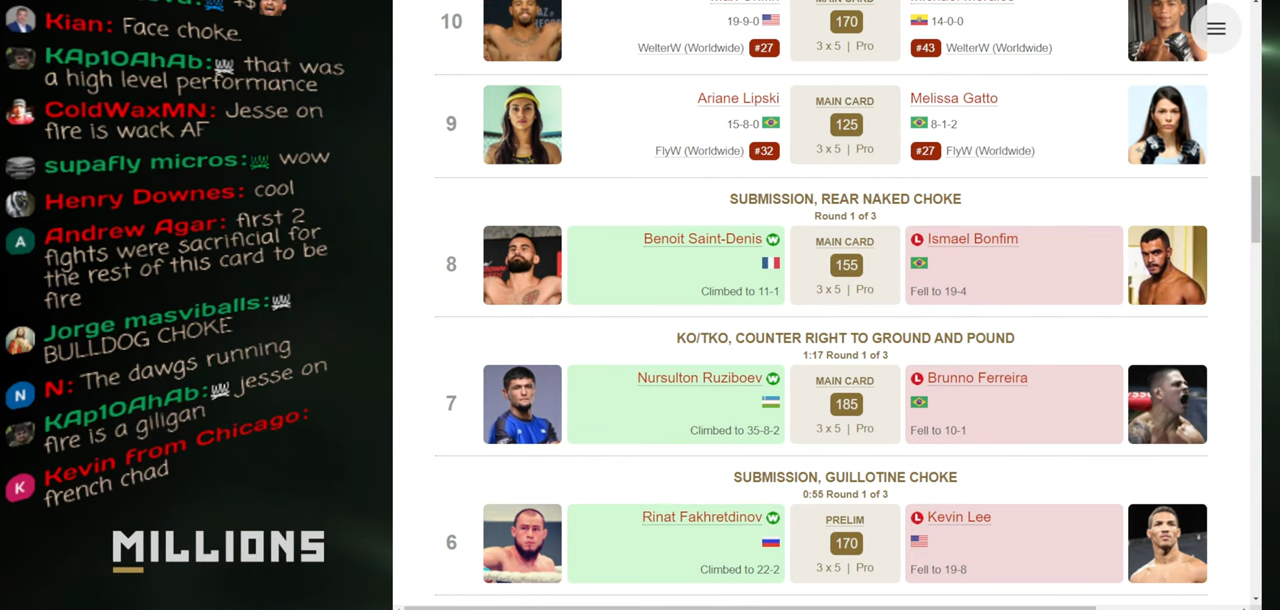 Kian: Face choke.
KAp1OAhAb: that was
a high level performance
ColdWaxMN: Jesse on
fire is wack AF
supafly micros: wow
Henry Downes: cool
Andrew Agar: first 2
fights were sacrificial for
the rest of this card to be
fire
Jorge masviballs:
BULLDOG CHOKE
N: The dawgs running
KAp1OAhAb: jesse on
fire is a giligan
Kevin from Chicago:
french chad
A
N
K
MILLIONS
10
19-9-0
170
14-0-0
WelterW (Worldwide) #27
3 x 5 | Pro
#43 WelterW (Worldwide)
9
Ariane Lipski
MAIN CARD
Melissa Gatto
15-8-0
125
8-1-2
FlyW (Worldwide) #32
3 x 5 | Pro
#27 FlyW (Worldwide)
SUBMISSION, REAR NAKED CHOKE
Round 1 of 3
8
Benoit Saint-Denis W
MAIN CARD
L Ismael Bonfim
155
Climbed to 11-1
3 x 5 | Pro
Fell to 19-4
KO/TKO, COUNTER RIGHT TO GROUND AND POUND
1:17 Round 1 of 3
7
Nursulton Ruziboev W
MAIN CARD
L Brunno Ferreira
185
Climbed to 35-8-2
3 x 5 | Pro
Fell to 10-1
SUBMISSION, GUILLOTINE CHOKE
0:55 Round 1 of 3
6
Rinat Fakhretdinov W
PRELIM
L Kevin Lee
170
Climbed to 22-2
3 x 5 | Pro
Fell to 19-8